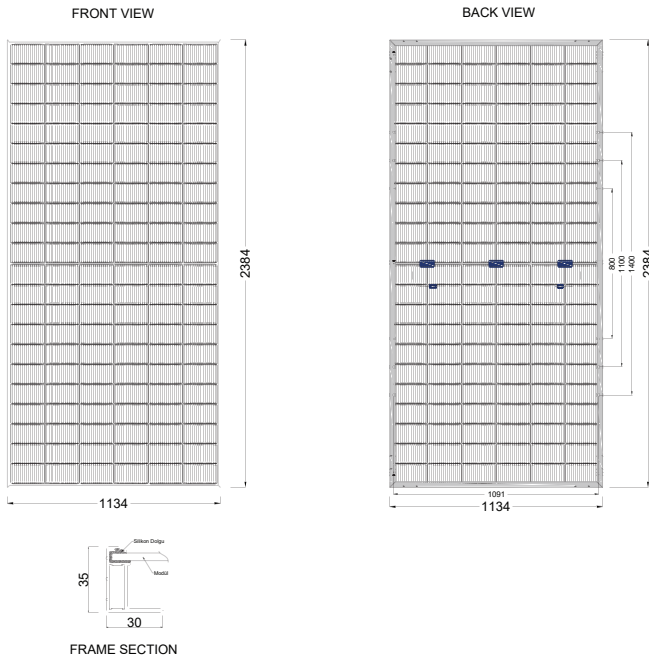 FRONT VIEW
2384
1134
BACK VIEW
800
1100
1400
2384
1091
1134
Silikon Dolgu
Modül
35
30
FRAME SECTION